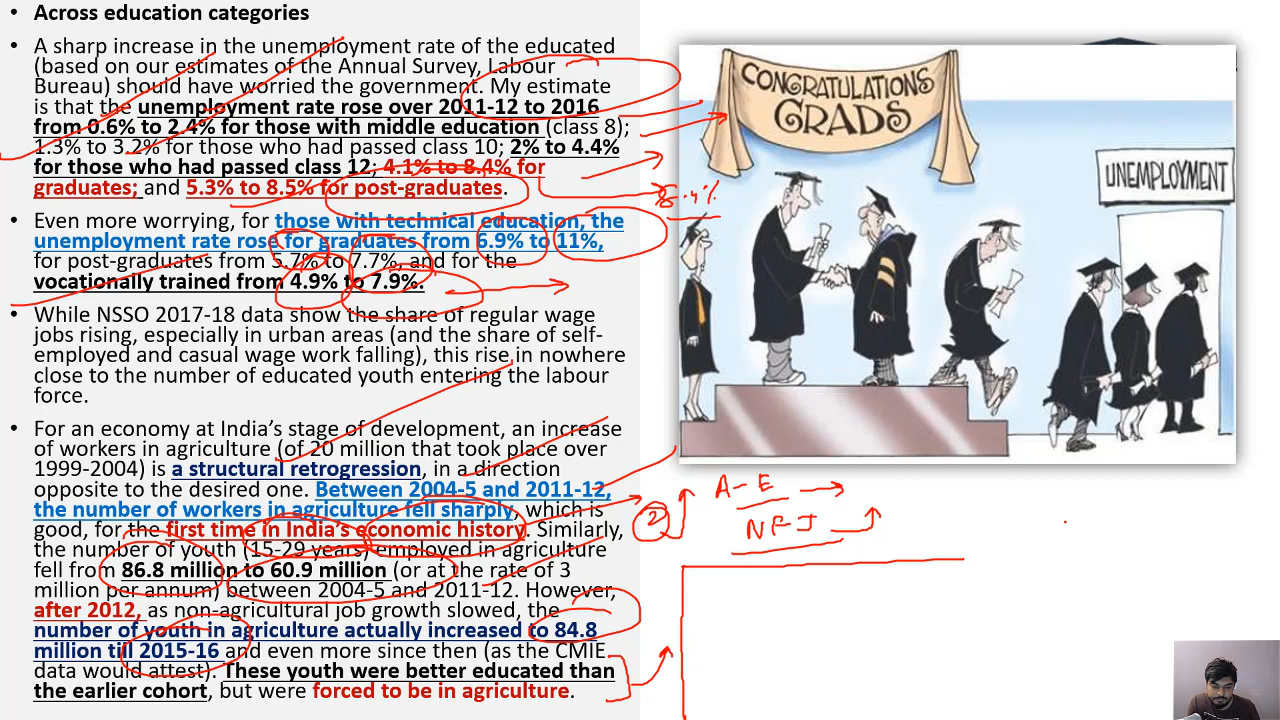 • Across education categories
• A sharp increase in the unemployment rate of the educated
(based on our estimates of the Annual Survey, Labour
Bureau) should have worried the government. My estimate
is that the unemployment rate rose over 2011-12 to 2016
from 0.6% to 2.4% for those with middle education (class 8);
1.3% to 3.2% for those who had passed class 10; 2% to 4.4%
for those who had passed class 12; 4.1% to 8.4% for
graduates; and 5.3% to 8.5% for post-graduates.
• Even more worrying, for those with technical education, the
unemployment rate rose for graduates from 6.9% to 11%,
for post-graduates from 5.7% to 7.7%, and for the
vocationally trained from 4.9% to 7.9%.
• While NSSO 2017-18 data show the share of regular wage
jobs rising, especially in urban areas (and the share of self-
employed and casual wage work falling), this rise in nowhere
close to the number of educated youth entering the labour
force.
• For an economy at India's stage of development, an increase
of workers in agriculture (of 20 million that took place over
1999-2004) is a structural retrogression, in a direction
opposite to the desired one. Between 2004-5 and 2011-12,
the number of workers in agriculture fell sharply, which is
good, for the first time in India's economic history. Similarly,
the number of youth (15-29 years) employed in agriculture
fell from 86.8 million to 60.9 million (or at the rate of 3
million per annum) between 2004-5 and 2011-12. However,
after 2012, as non-agricultural job growth slowed, the
number of youth in agriculture actually increased to 84.8
million till 2015-16 and even more since then (as the CMIE
data would attest). These youth were better educated than
the earlier cohort, but were forced to be in agriculture.
CONGRATULATIONS
GRADS
UNEMPLOYMENT
8.4%
A-E
2
NFJ